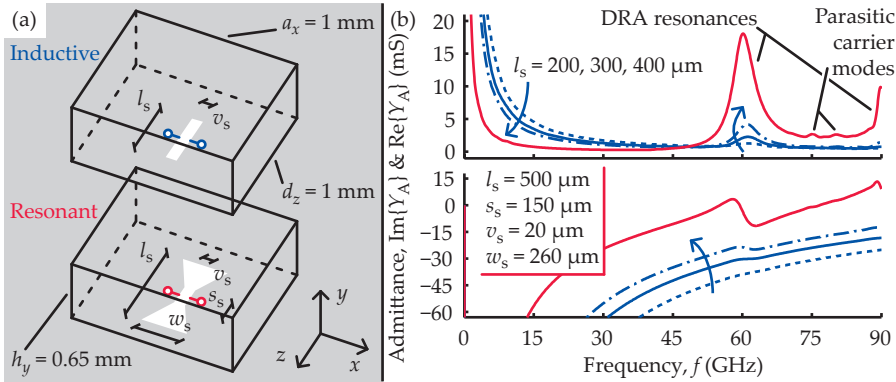 (a)
a_x = 1 mm
Inductive
l_s
v_s
d_z = 1 mm
Resonant
l_s
v_s
s_s
w_s
h_y = 0.65 mm
y
x
z
(b)
Admittance, Im{Y_A} & Re{Y_A} (mS)
20
15
10
5
0
DRA resonances
Parasitic
carrier
modes
l_s = 200, 300, 400 μm
15
0
−15
−30
−45
−60
l_s = 500 μm
s_s = 150 μm
v_s = 20 μm
w_s = 260 μm
0 15 30 45 60 75 90
Frequency, f (GHz)